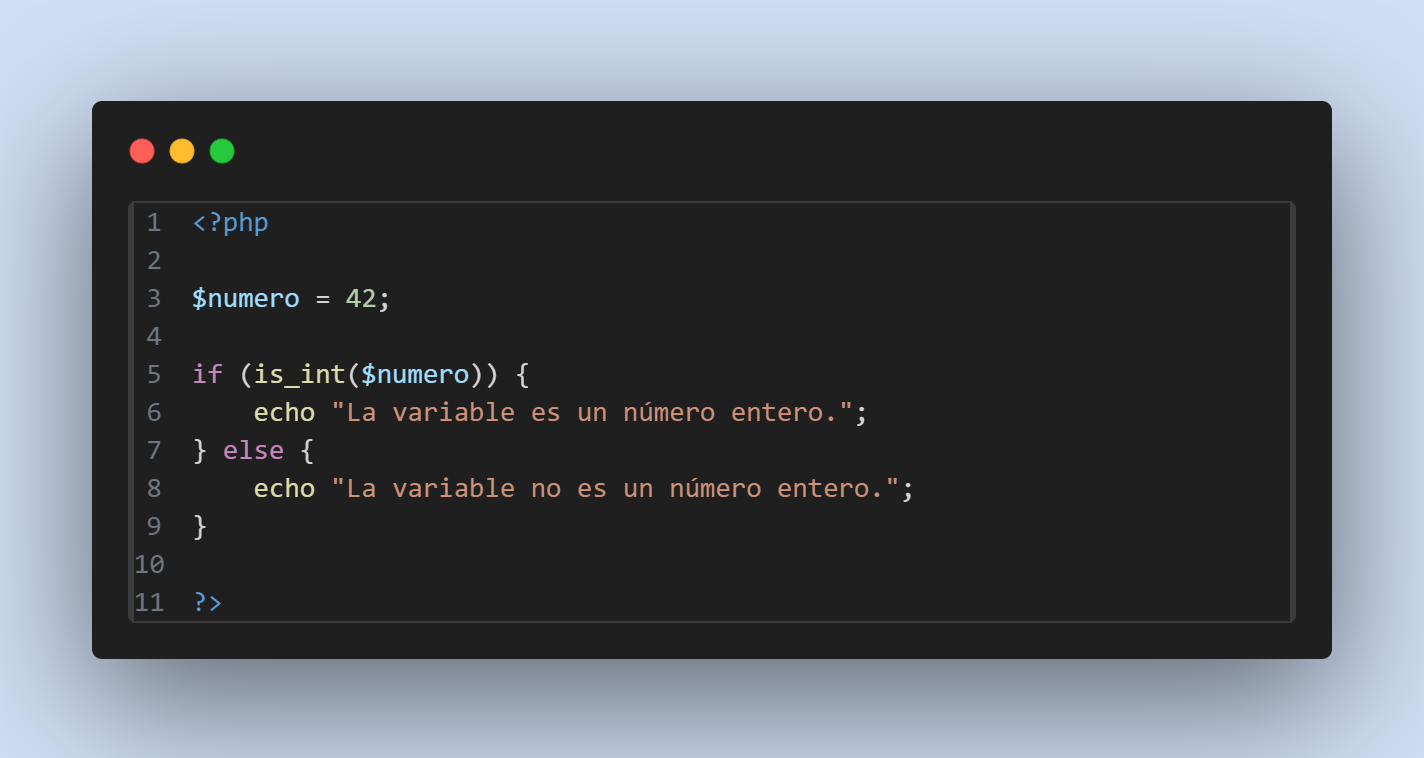 1 <?php
2
3 $numero = 42;
4
5 if (is_int($numero)) {
6     echo "La variable es un número entero.";
7 } else {
8     echo "La variable no es un número entero.";
9 }
10
11 ?>